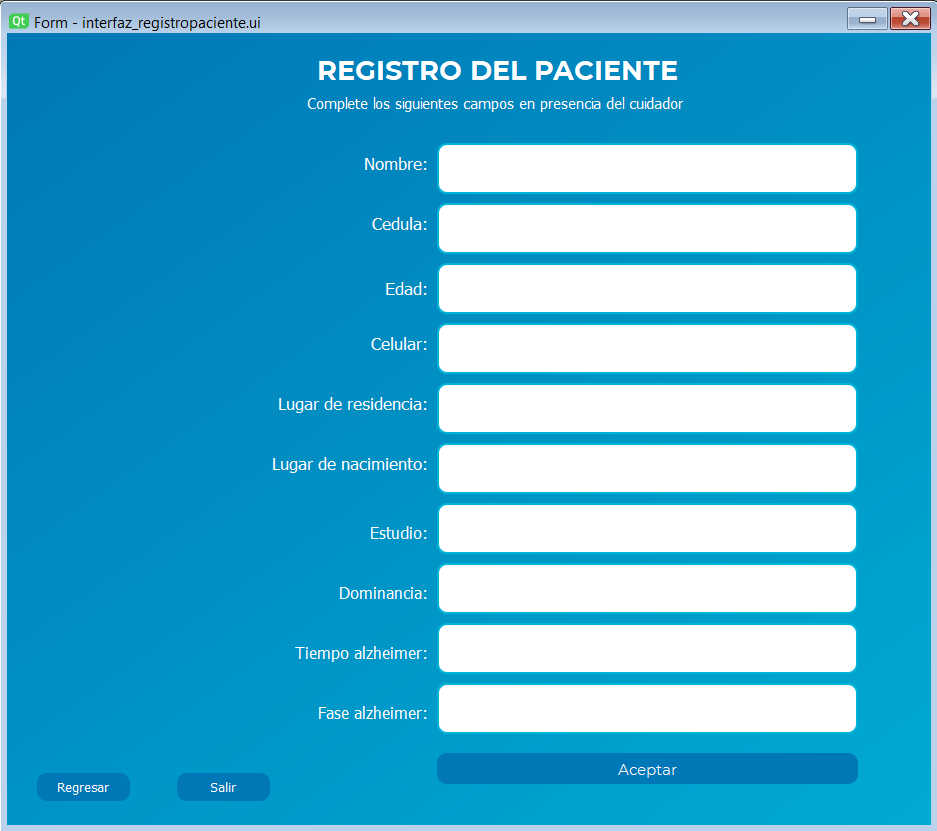 Qt Form - interfaz_registropaciente.ui
REGISTRO DEL PACIENTE
Complete los siguientes campos en presencia del cuidador
Nombre:
Cedula:
Edad:
Celular:
Lugar de residencia:
Lugar de nacimiento:
Estudio:
Dominancia:
Tiempo alzheimer:
Fase alzheimer:
Aceptar
Regresar Salir